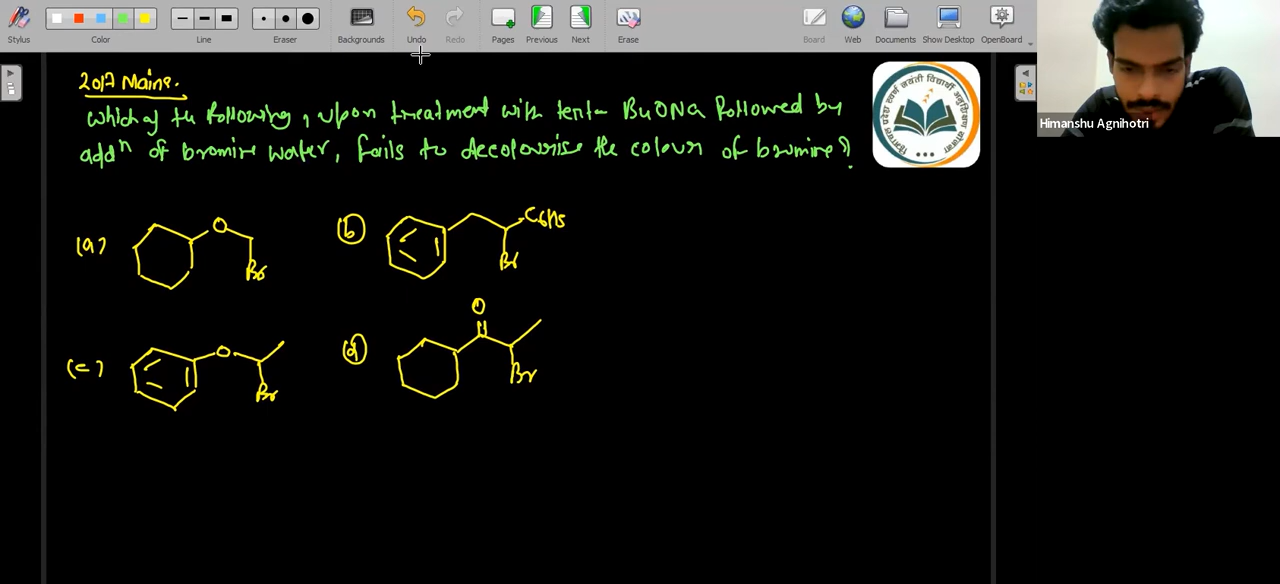 Stylus
Color
Line
Eraser
Backgrounds
Undo
Redo
Pages
Previous
Next
Erase
Board
Web
Documents
Show Desktop
OpenBoard
Himanshu Agnihotri
2017 Mains.
which of the following, upon treatment with tert- BuONa followed by
addn of bromine water, fails to decolourise the colour of bromine?
(a)
O
Br
(b)
C6H5
Br
(c)
O
Br
(d)
O
Br